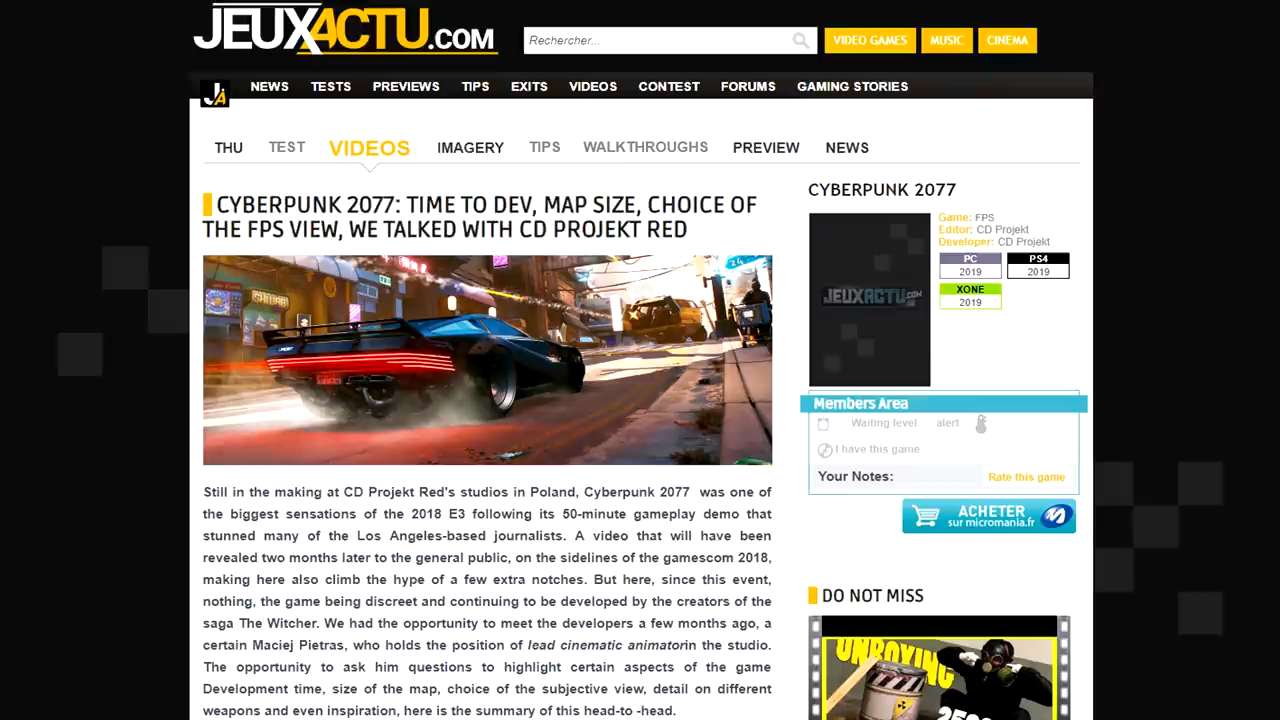 JEUXACTU.COM
Rechercher...
VIDEO GAMES
MUSIC
CINEMA
JA
NEWS
TESTS
PREVIEWS
TIPS
EXITS
VIDEOS
CONTEST
FORUMS
GAMING STORIES
THU
TEST
VIDEOS
IMAGERY
TIPS
WALKTHROUGHS
PREVIEW
NEWS
CYBERPUNK 2077: TIME TO DEV, MAP SIZE, CHOICE OF
THE FPS VIEW, WE TALKED WITH CD PROJEKT RED
Still in the making at CD Projekt Red's studios in Poland, Cyberpunk 2077 was one of
the biggest sensations of the 2018 E3 following its 50-minute gameplay demo that
stunned many of the Los Angeles-based journalists. A video that will have been
revealed two months later to the general public, on the sidelines of the gamescom 2018,
making here also climb the hype of a few extra notches. But here, since this event,
nothing, the game being discreet and continuing to be developed by the creators of the
saga The Witcher. We had the opportunity to meet the developers a few months ago, a
certain Maciej Pietras, who holds the position of lead cinematic animatorin the studio.
The opportunity to ask him questions to highlight certain aspects of the game
Development time, size of the map, choice of the subjective view, detail on different
weapons and even inspiration, here is the summary of this head-to -head.
CYBERPUNK 2077
JEUXACTU.COM
Game: FPS
Editor: CD Projekt
Developer: CD Projekt
PC
2019
PS4
2019
XONE
2019
Members Area
Waiting level
alert
I have this game
Your Notes:
Rate this game
ACHETER
sur micromania.fr
DO NOT MISS
UNBOXING